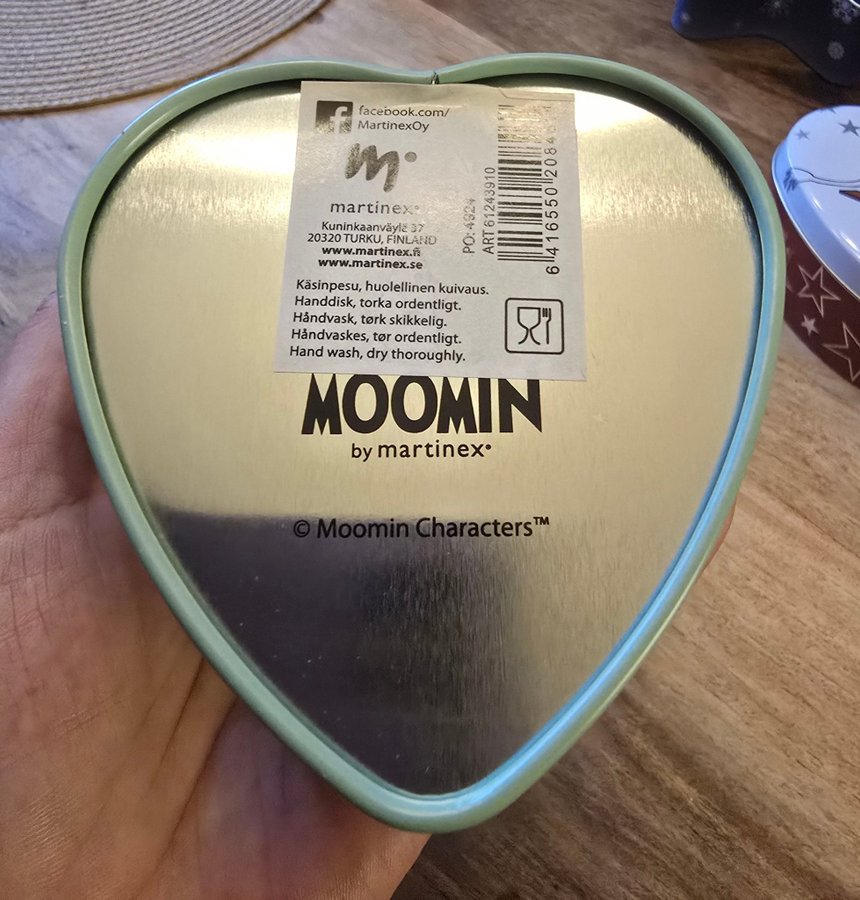 facebook.com/
MartinexOy
martinex
Kuninkaanväylä 37
20320 TURKU, FINLAND
www.martinex.fi
www.martinex.se
PO: 4924
ART 61243910
Käsinpesu, huolellinen kuivaus.
Handdisk, torka ordentligt.
Håndvask, tørk skikkelig.
Håndvaskes, tør ordentligt.
Hand wash, dry thoroughly.
MOOMIN
by martinex
© Moomin Characters™